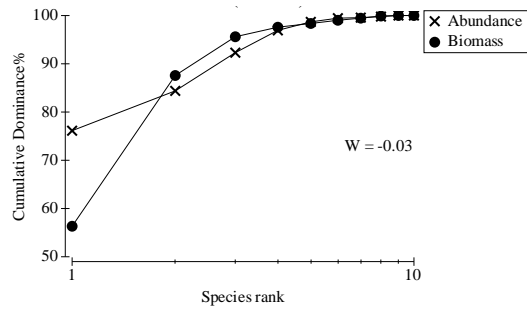 Abundance
Biomass
100
90
80
70
60
50
Cumulative Dominance%
W = -0.03
1
10
Species rank